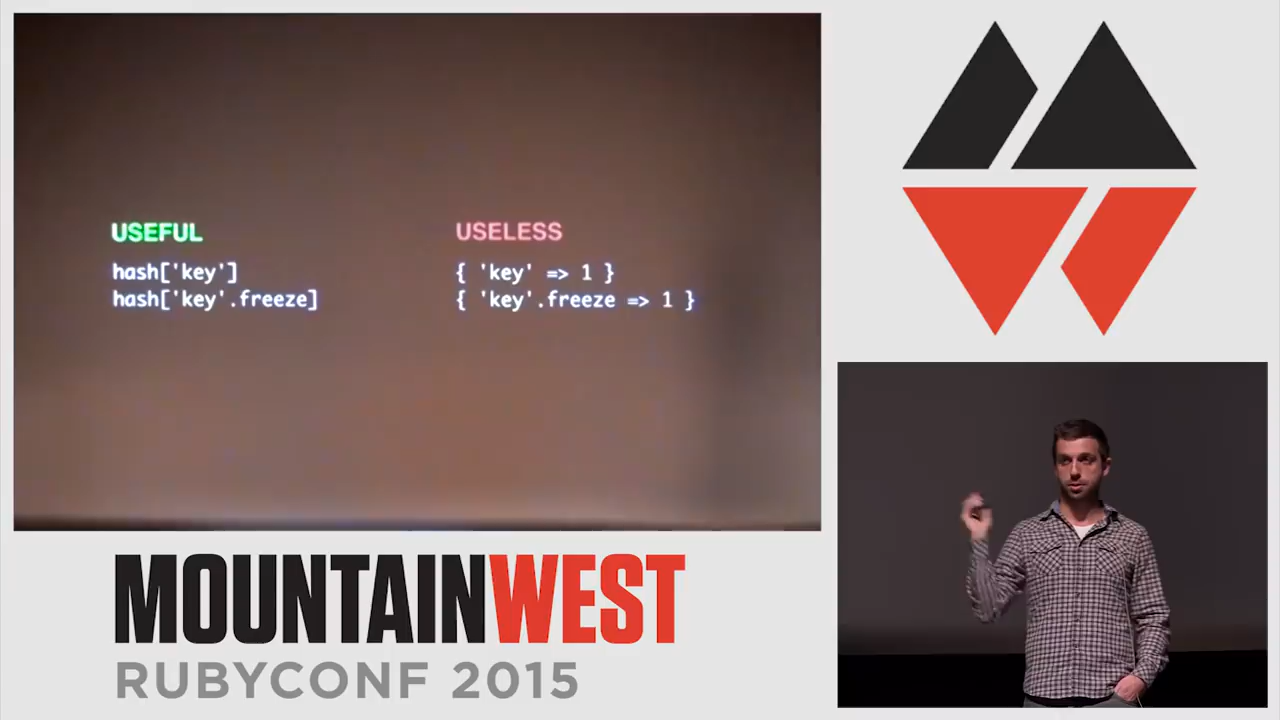 USEFUL
hash['key']
hash['key'.freeze]
USELESS
{ 'key' => 1 }
{ 'key'.freeze => 1 }
MOUNTAINWEST
RUBYCONF 2015